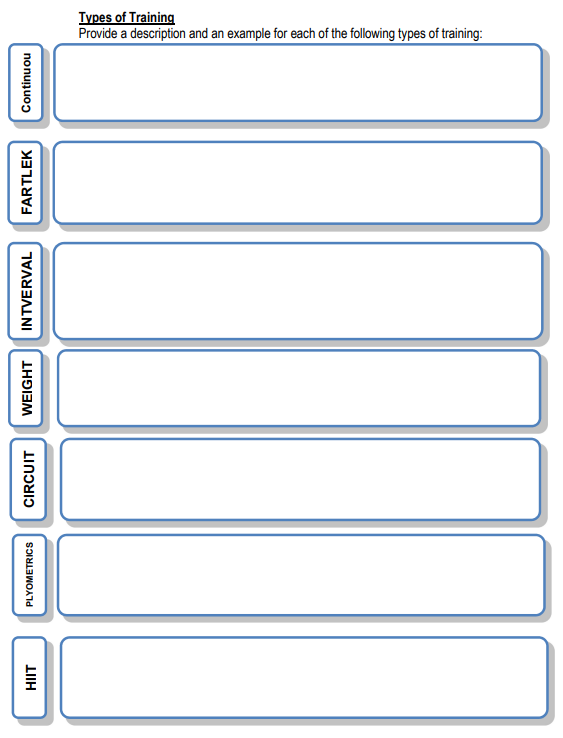 Types of Training
Provide a description and an example for each of the following types of training:
Continuou
FARTLEK
INTVERVAL
WEIGHT
CIRCUIT
PLYOMETRICS
HIIT